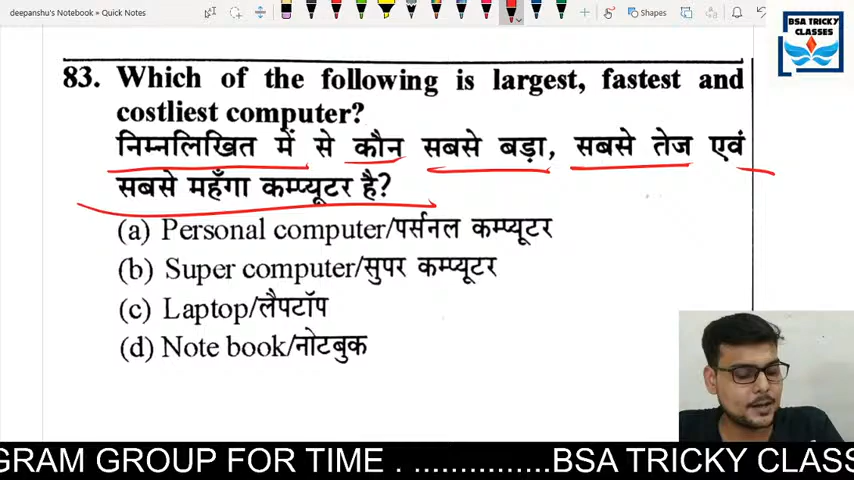 deepanshu's Notebook » Quick Notes
Shapes
BSA TRICKY
CLASSES
83. Which of the following is largest, fastest and
costliest computer?
निम्नलिखित में से कौन सबसे बड़ा, सबसे तेज एवं
सबसे महँगा कम्प्यूटर है?
(a) Personal computer/पर्सनल कम्प्यूटर
(b) Super computer/सुपर कम्प्यूटर
(c) Laptop/लैपटॉप
(d) Note book/नोटबुक
GRAM GROUP FOR TIME . ...............BSA TRICKY CLASS